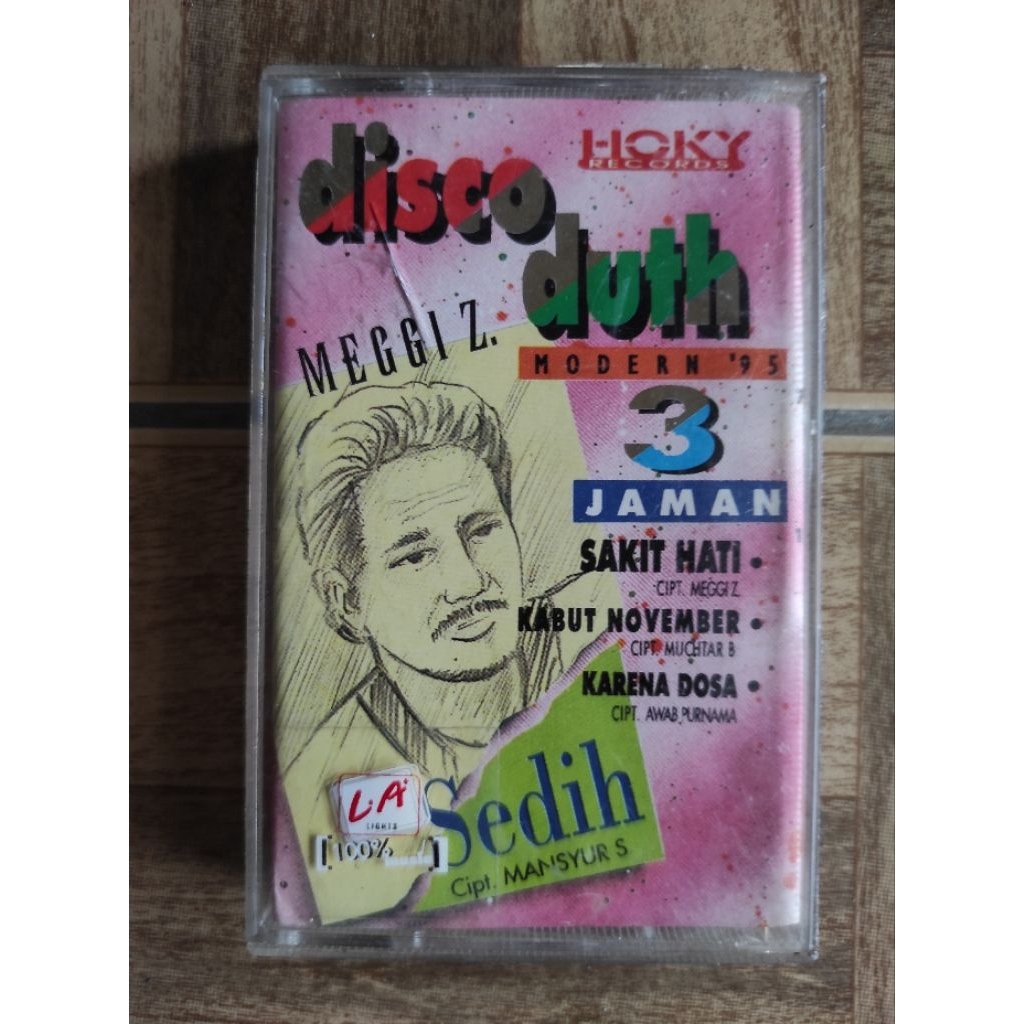 HOKY
RECORDS
disco
duth
MEGGI Z.
MODERN '95
3
JAMAN
SAKIT HATI •
CIPT. MEGGI Z.
KABUT NOVEMBER •
CIPT. MUCHTAR B
KARENA DOSA •
CIPT. AWAB PURNAMA
Sedih
Cipt. MANSYUR S
L.A
LIGHTS
[100%